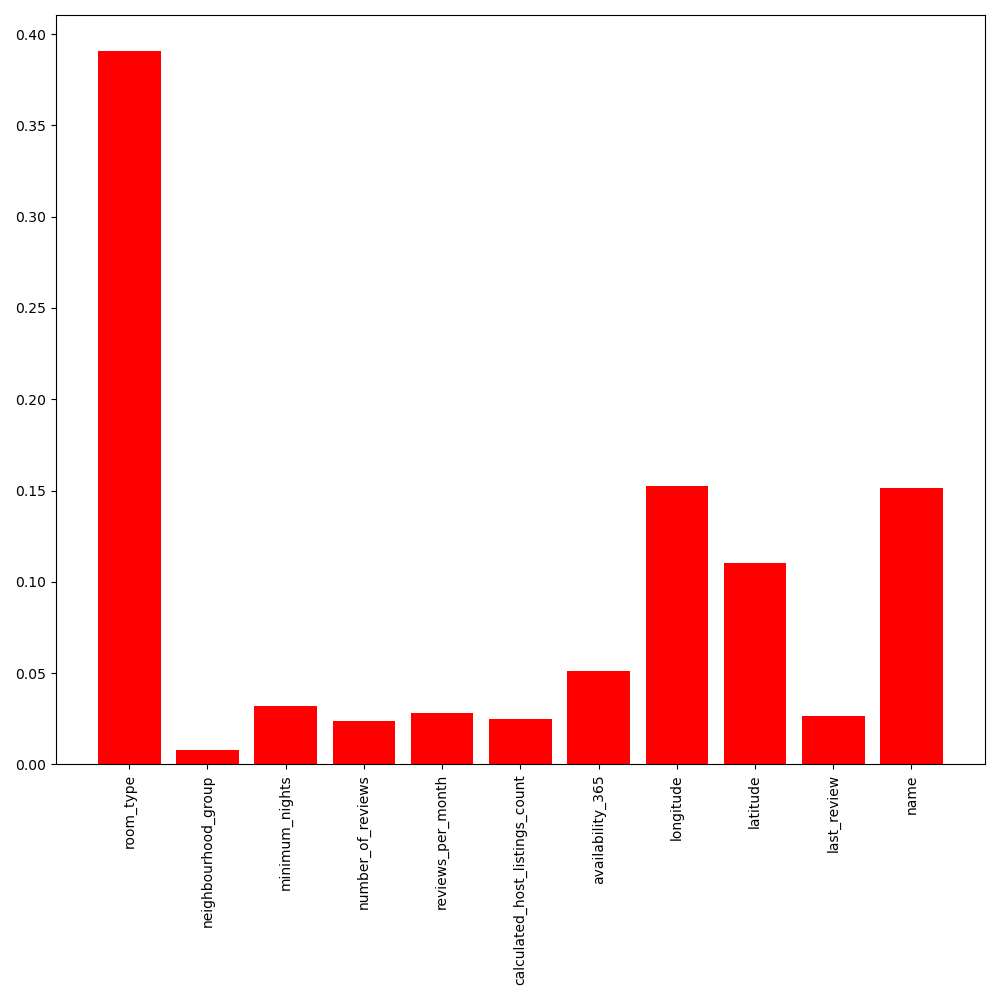 0.40
0.35
0.30
0.25
0.20
0.15
0.10
0.05
0.00
room_type
neighbourhood_group
minimum_nights
number_of_reviews
reviews_per_month
calculated_host_listings_count
availability_365
longitude
latitude
last_review
name